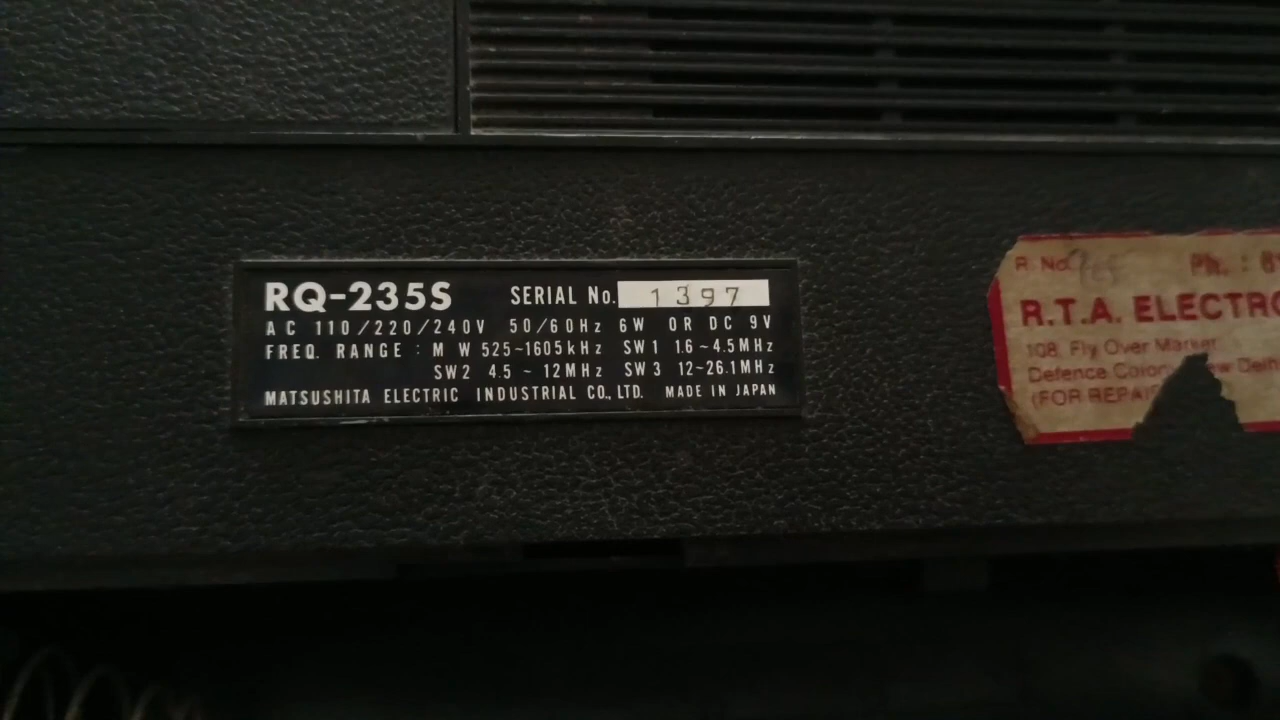 RQ-235S SERIAL No. 1397
AC 110/220/240V 50/60Hz 6W OR DC 9V
FREQ. RANGE : MW 525~1605kHz SW1 1.6~4.5MHz
SW2 4.5 ~ 12MHz SW3 12~26.1MHz
MATSUSHITA ELECTRIC INDUSTRIAL CO., LTD. MADE IN JAPAN
R. No. Ph. :
R.T.A. ELECTRO
108, Fly Over Market
Defence Colony
(FOR REPAI